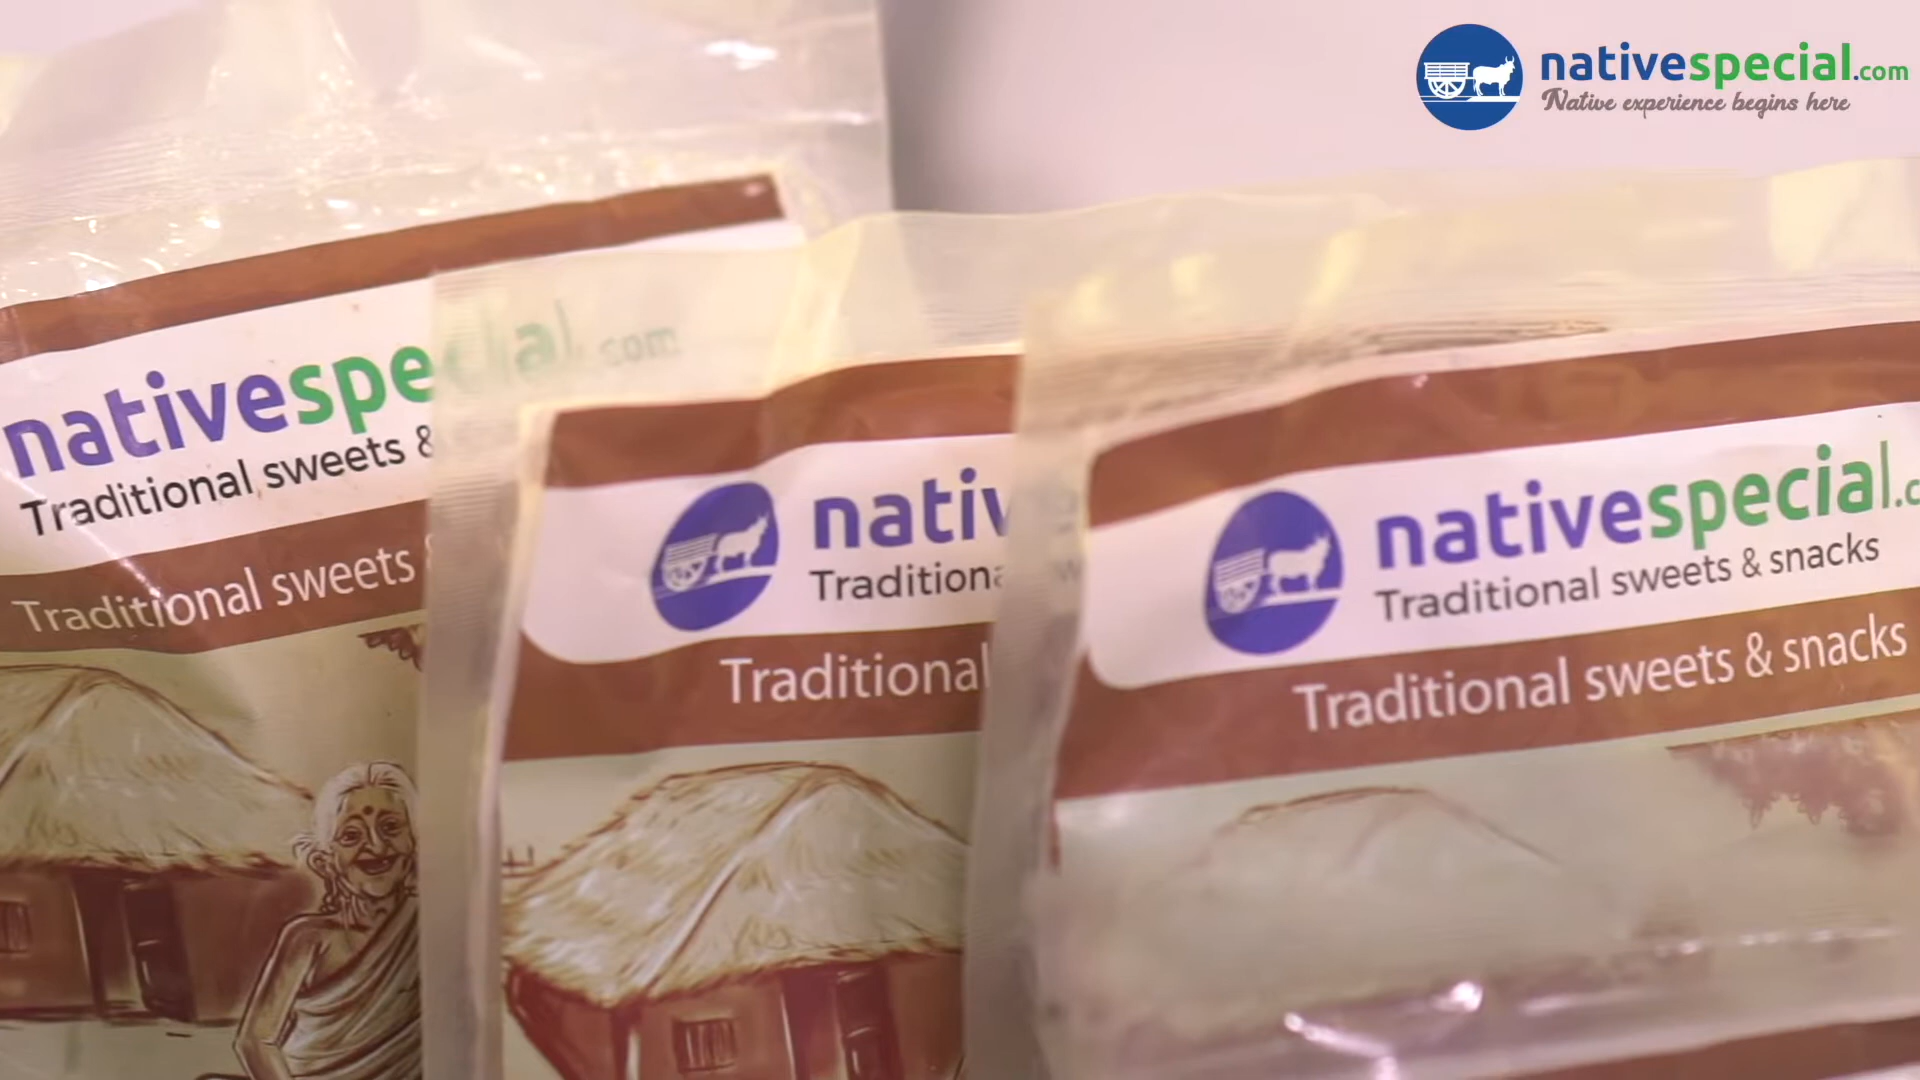 nativespecial.com
Native experience begins here
nativespecial.com
Traditional sweets &
Traditional sweets
nativ
Tradition
Traditional
nativespecial.c
Traditional sweets & snacks
Traditional sweets & snacks